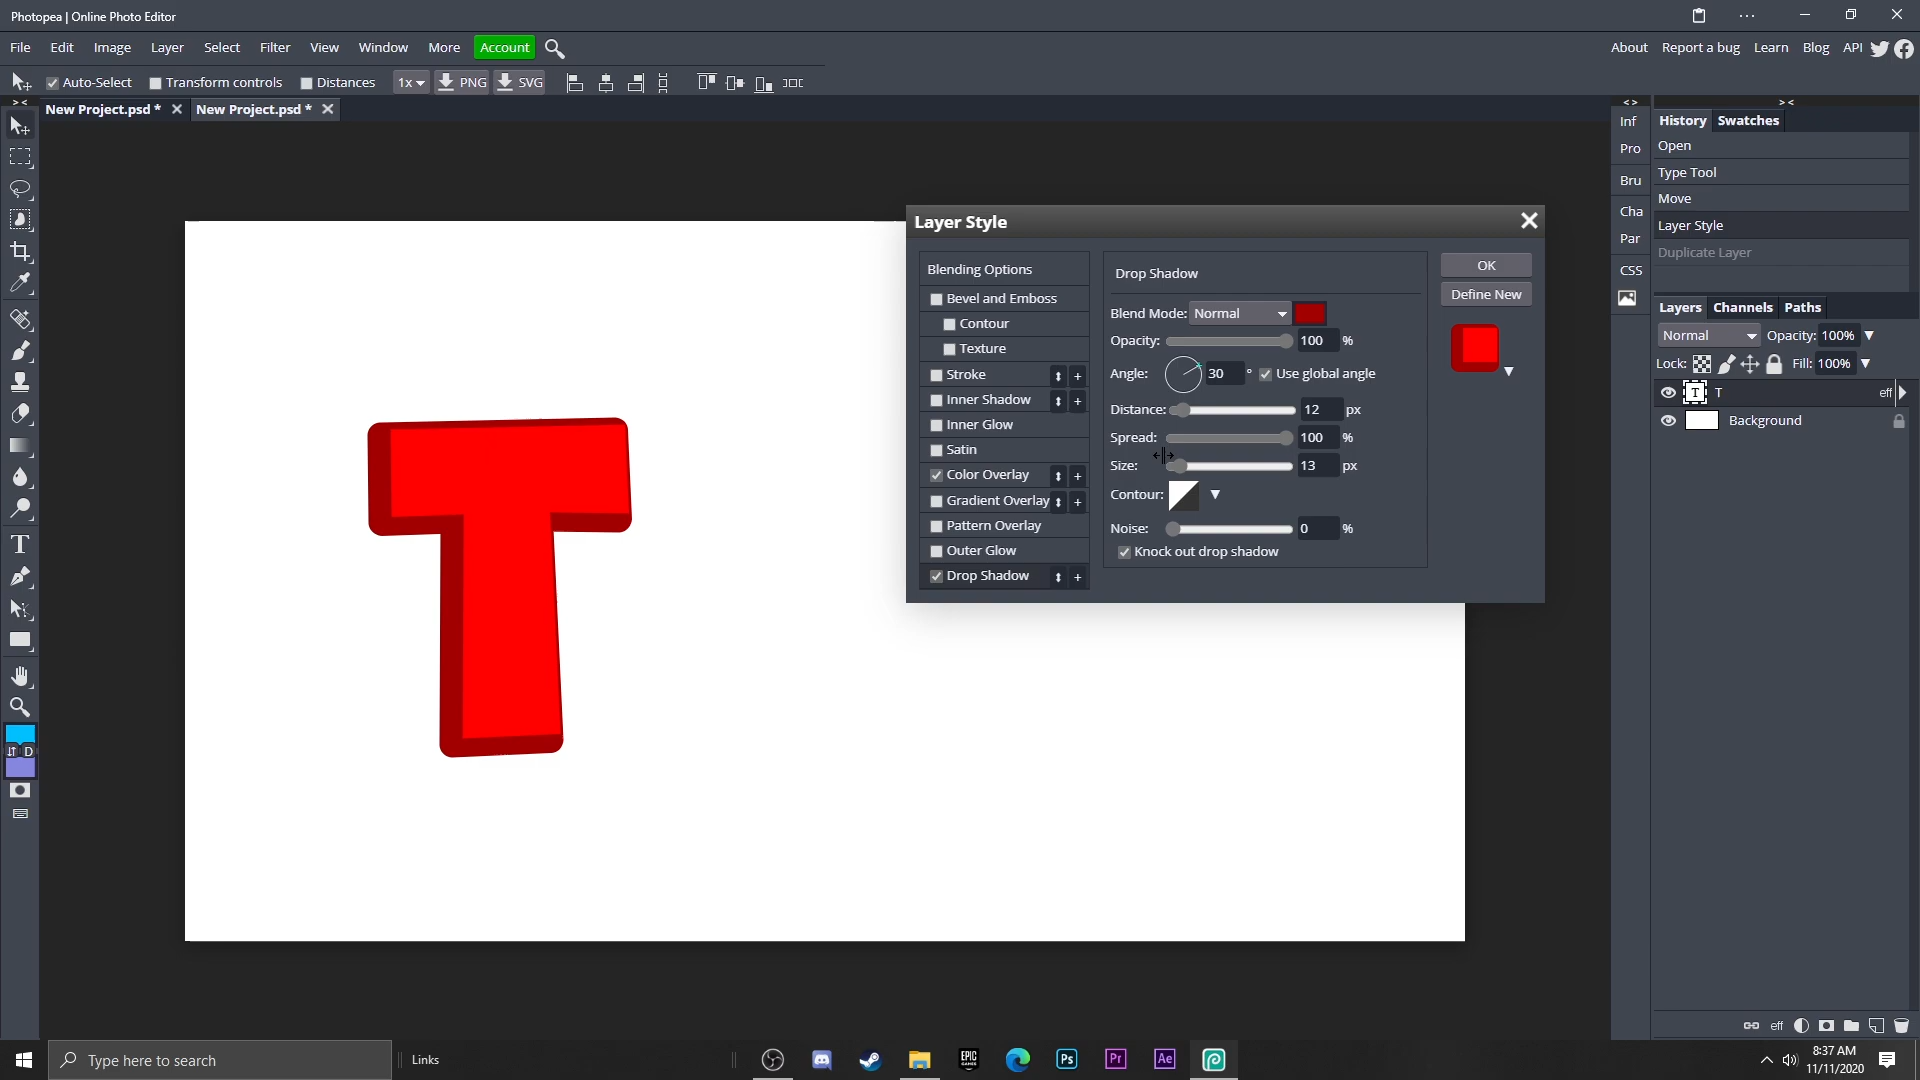 Photopea | Online Photo Editor
File Edit Image Layer Select Filter View Window More Account
About Report a bug Learn Blog API
Auto-Select Transform controls Distances 1x PNG SVG
New Project.psd * New Project.psd *
Inf
Pro
Bru
Cha
Par
CSS
History Swatches
Open
Type Tool
Move
Layer Style
Duplicate Layer
Layers Channels Paths
Normal Opacity: 100%
Lock: Fill: 100%
T T eff
Background
Layer Style
Blending Options
Bevel and Emboss
Contour
Texture
Stroke +
Inner Shadow +
Inner Glow
Satin
Color Overlay +
Gradient Overlay +
Pattern Overlay
Outer Glow
Drop Shadow +
Drop Shadow
Blend Mode: Normal
Opacity: 100 %
Angle: 30 ° Use global angle
Distance: 12 px
Spread: 100 %
Size: 13 px
Contour:
Noise: 0 %
Knock out drop shadow
OK
Define New
T
T
D
eff
Type here to search
Links
EPIC GAMES
Ps
Pr
Ae
8:37 AM
11/11/2020